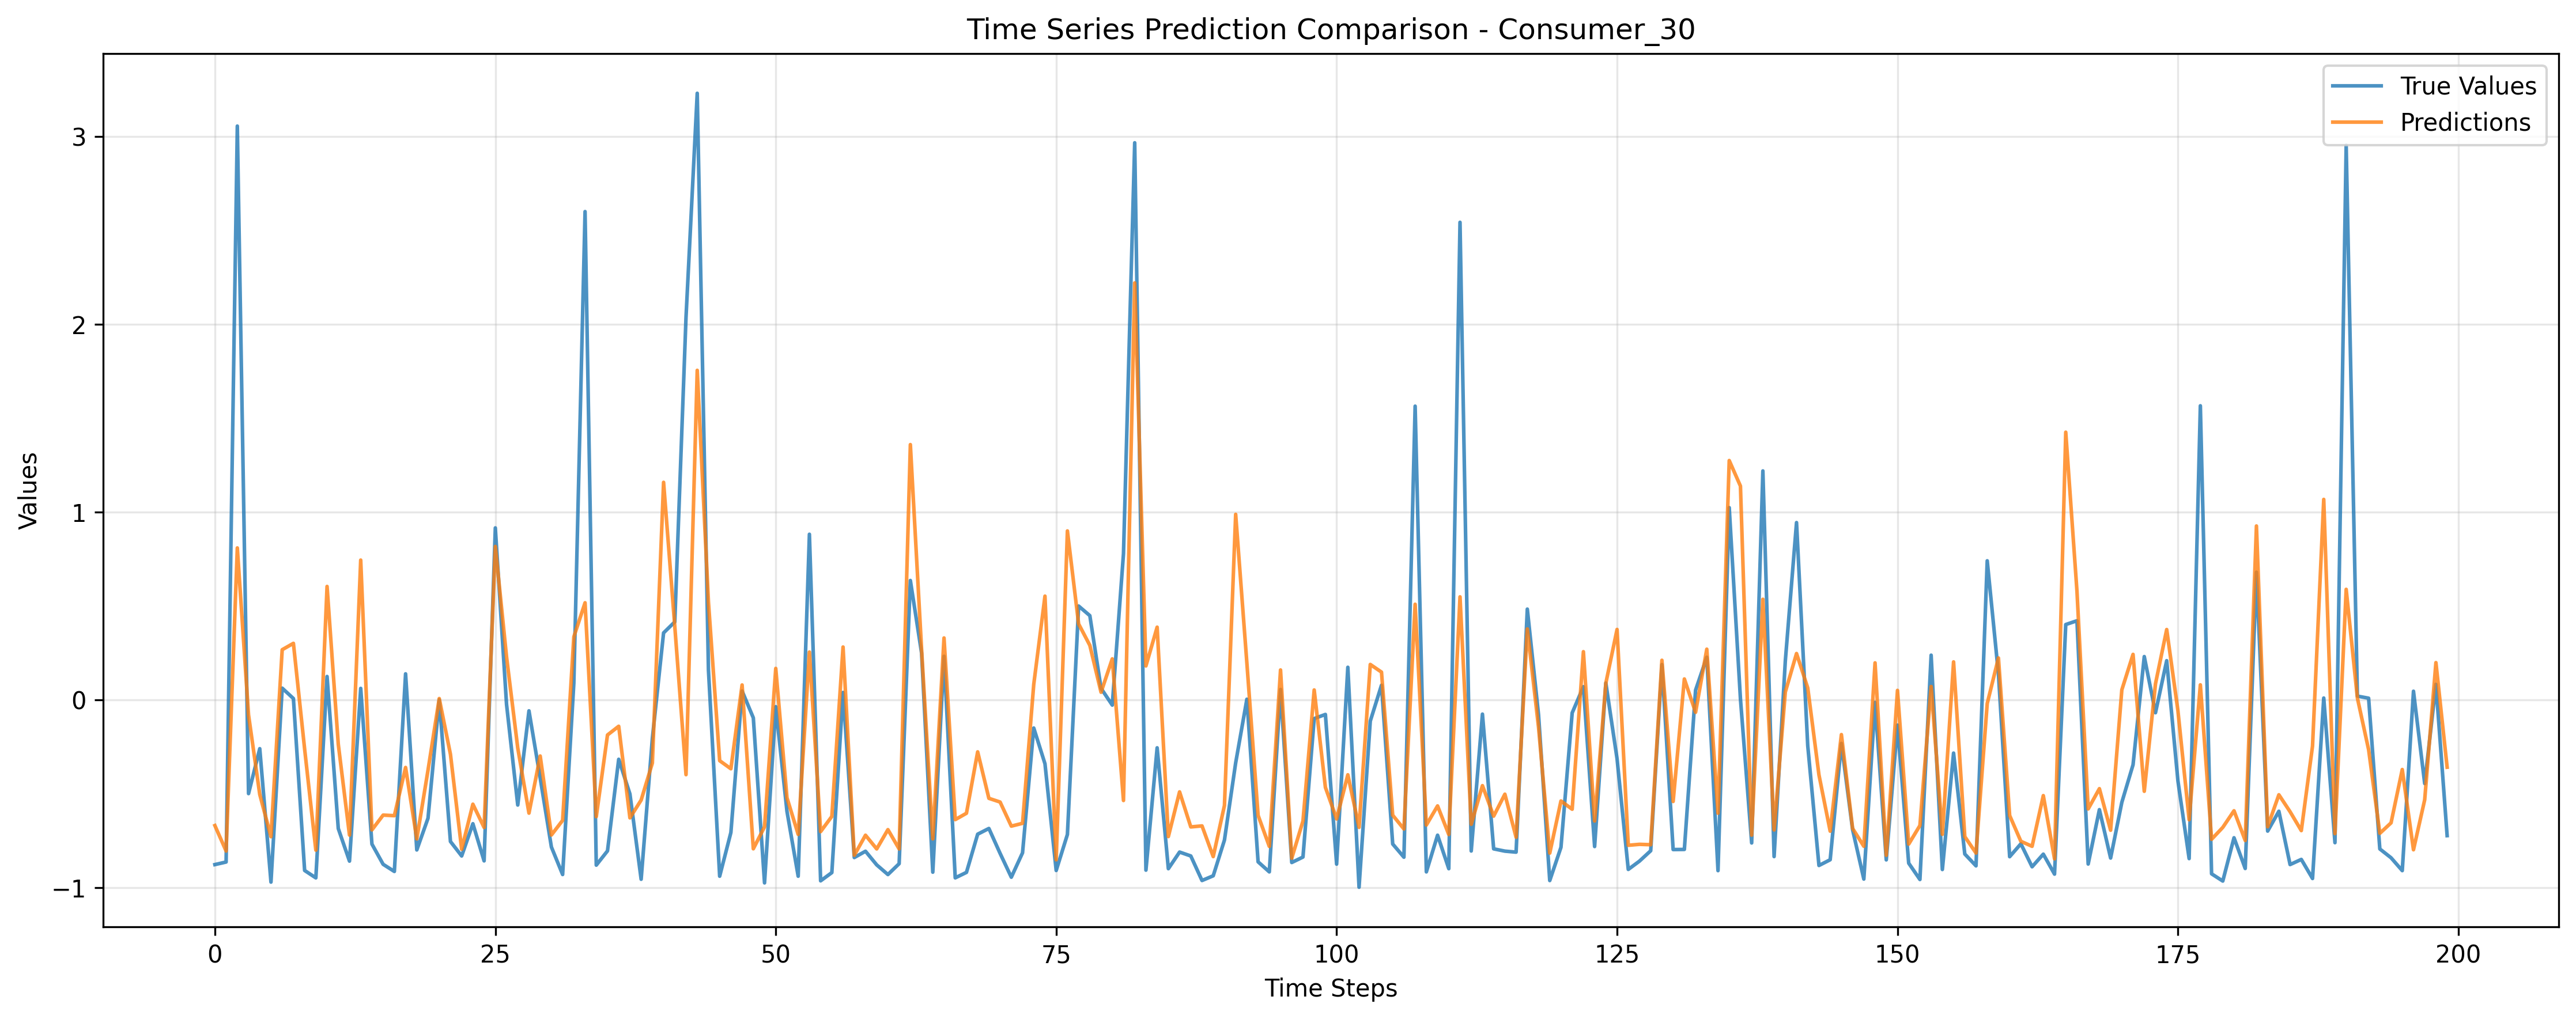 Time Series Prediction Comparison - Consumer_30
True Values
Predictions
Values
3
2
1
0
−1
0
25
50
75
100
125
150
175
200
Time Steps